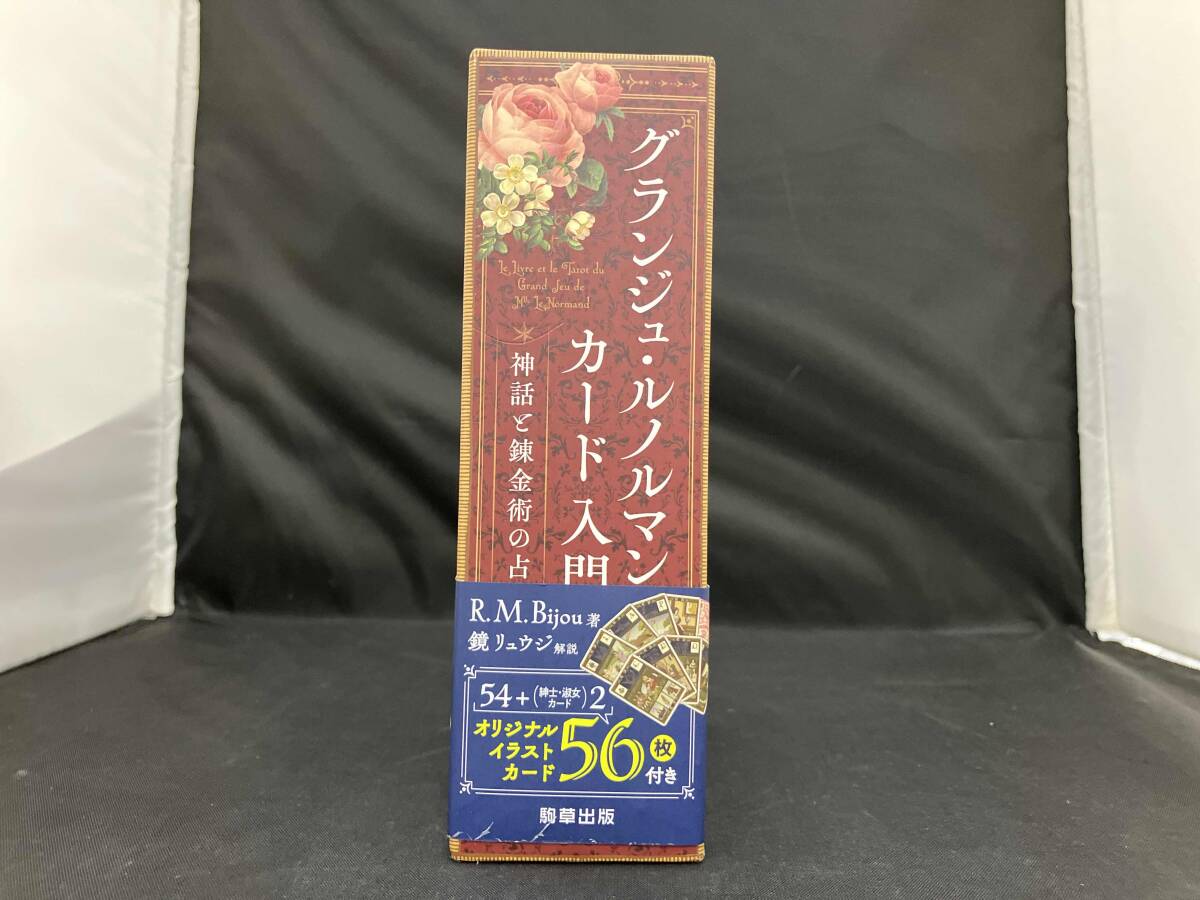 グランジュ・ルノルマン
カード入門
Le Livre et le Tarot du
Grand Jeu de
Mlle LeNormand
神話と錬金術の占
R.M.Bijou 著
鏡 リュウジ 解説
54+(紳士・淑女カード)2
オリジナル
イラスト
カード
56枚付き
駒草出版